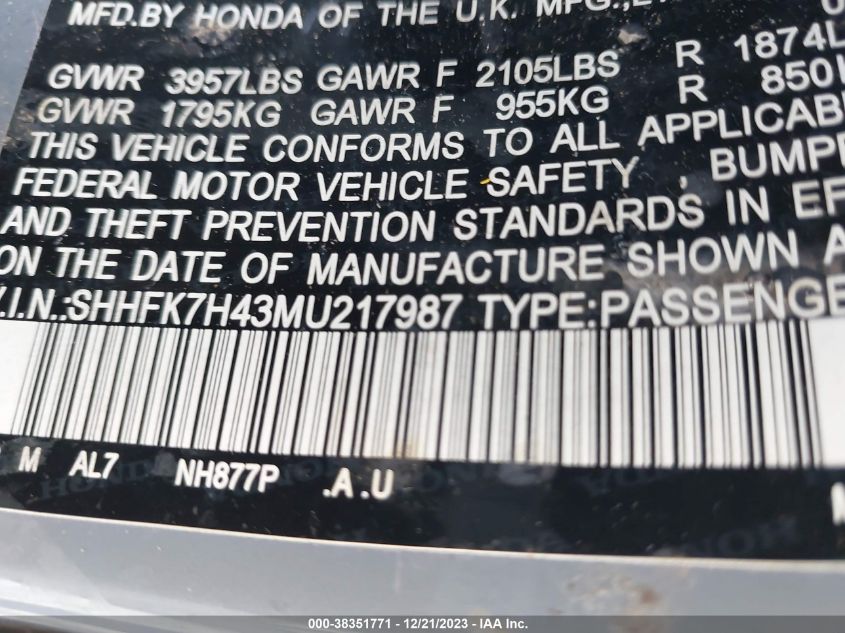 MFD.BY HONDA OF THE U.K. MFG.,
GVWR 3957LBS GAWR F 2105LBS R 1874L
GVWR 1795KG GAWR F 955KG R 850
THIS VEHICLE CONFORMS TO ALL APPLICAB
FEDERAL MOTOR VEHICLE SAFETY , BUMP
AND THEFT PREVENTION STANDARDS IN EF
ON THE DATE OF MANUFACTURE SHOWN A
V.I.N.:SHHFK7H43MU217987 TYPE:PASSENGE
M AL7 NH877P .A .U
000-38351771 - 12/21/2023 - IAA Inc.